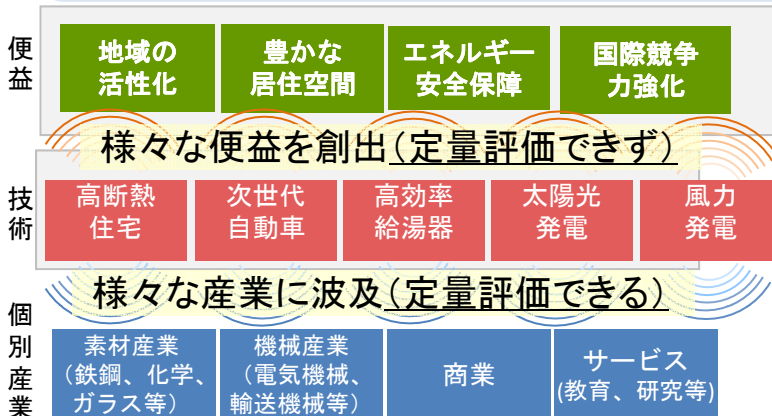 便益
地域の
活性化
豊かな
居住空間
エネルギー
安全保障
国際競争
力強化
様々な便益を創出(定量評価できず)
技術
高断熱
住宅
次世代
自動車
高効率
給湯器
太陽光
発電
風力
発電
様々な産業に波及(定量評価できる)
個別産業
素材産業
(鉄鋼、化学、
ガラス等)
機械産業
(電気機械、
輸送機械等)
商業
サービス
(教育、研究等)